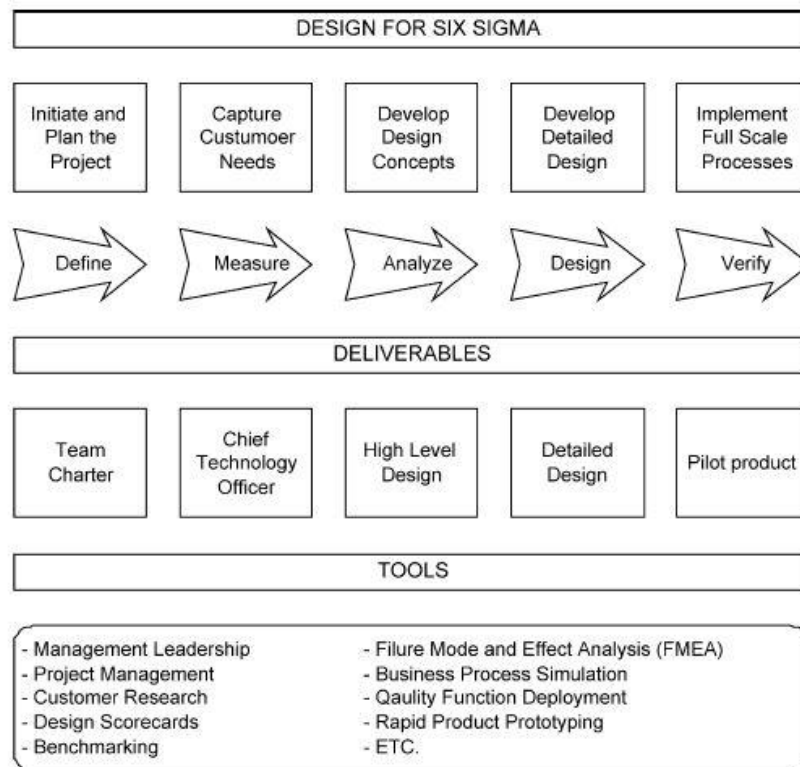 DESIGN FOR SIX SIGMA
Initiate and
Plan the
Project
Capture
Custumoer
Needs
Develop
Design
Concepts
Develop
Detailed
Design
Implement
Full Scale
Processes
Define
Measure
Analyze
Design
Verify
DELIVERABLES
Team
Charter
Chief
Technology
Officer
High Level
Design
Detailed
Design
Pilot product
TOOLS
- Management Leadership
- Project Management
- Customer Research
- Design Scorecards
- Benchmarking
- Filure Mode and Effect Analysis (FMEA)
- Business Process Simulation
- Qaulity Function Deployment
- Rapid Product Prototyping
- ETC.